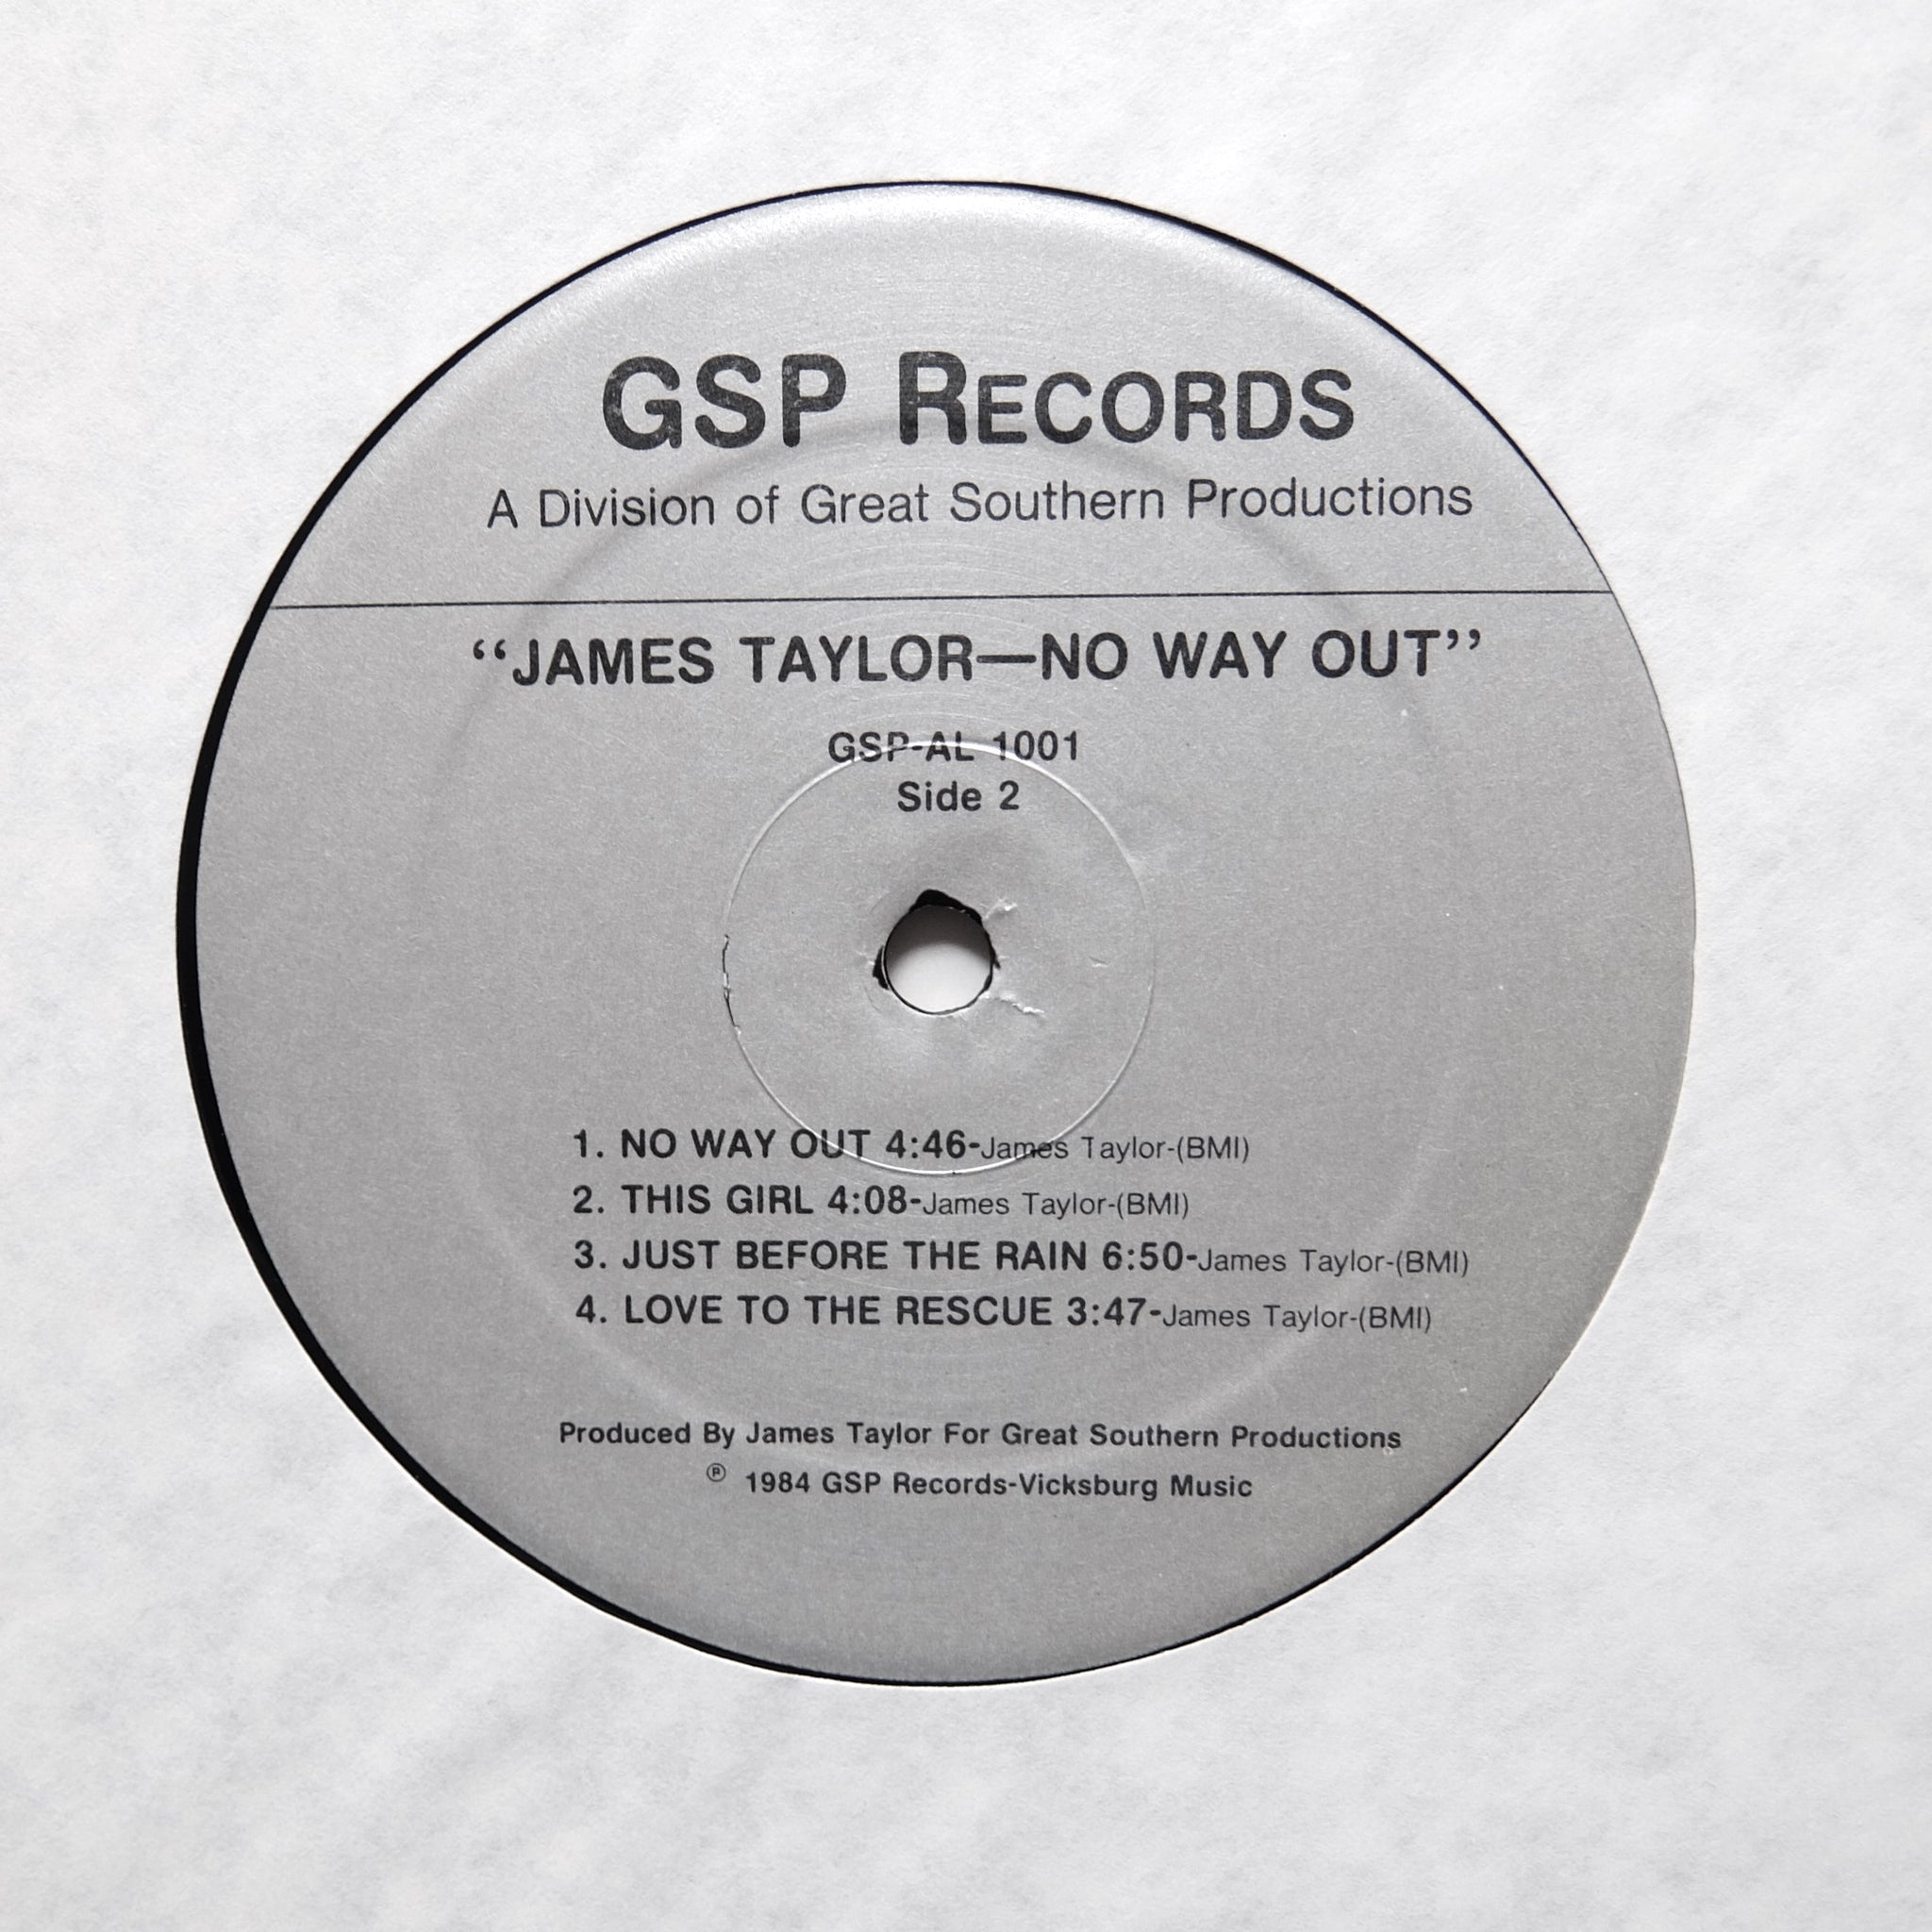 GSP RECORDS
A Division of Great Southern Productions
“JAMES TAYLOR—NO WAY OUT”
GSP-AL 1001
Side 2
1. NO WAY OUT 4:46-James Taylor-(BMI)
2. THIS GIRL 4:08-James Taylor-(BMI)
3. JUST BEFORE THE RAIN 6:50-James Taylor-(BMI)
4. LOVE TO THE RESCUE 3:47-James Taylor-(BMI)
Produced By James Taylor For Great Southern Productions
℗ 1984 GSP Records-Vicksburg Music